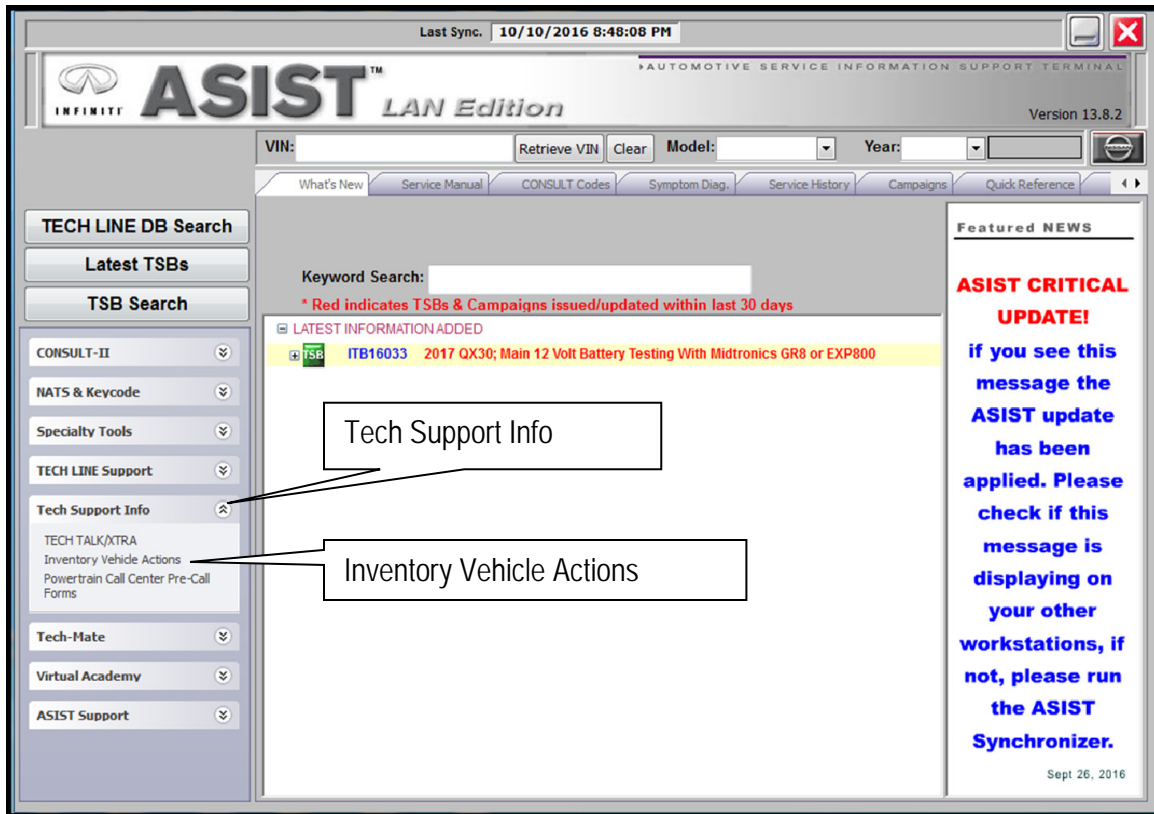 Last Sync. 10/10/2016 8:48:08 PM
INFINITI ASIST™ LAN Edition
AUTOMOTIVE SERVICE INFORMATION SUPPORT TERMINAL
Version 13.8.2
VIN: Retrieve VIN Clear Model: Year: NISSAN
What's New Service Manual CONSULT Codes Symptom Diag. Service History Campaigns Quick Reference
TECH LINE DB Search
Latest TSBs
TSB Search
CONSULT-II
NATS & Keycode
Specialty Tools
TECH LINE Support
Tech Support Info
TECH TALK/XTRA
Inventory Vehicle Actions
Powertrain Call Center Pre-Call
Forms
Tech-Mate
Virtual Academy
ASIST Support
Keyword Search:
* Red indicates TSBs & Campaigns issued/updated within last 30 days
LATEST INFORMATION ADDED
TSB ITB16033 2017 QX30; Main 12 Volt Battery Testing With Midtronics GR8 or EXP800
Tech Support Info
Inventory Vehicle Actions
Featured NEWS
ASIST CRITICAL
UPDATE!
if you see this
message the
ASIST update
has been
applied. Please
check if this
message is
displaying on
your other
workstations, if
not, please run
the ASIST
Synchronizer.
Sept 26, 2016